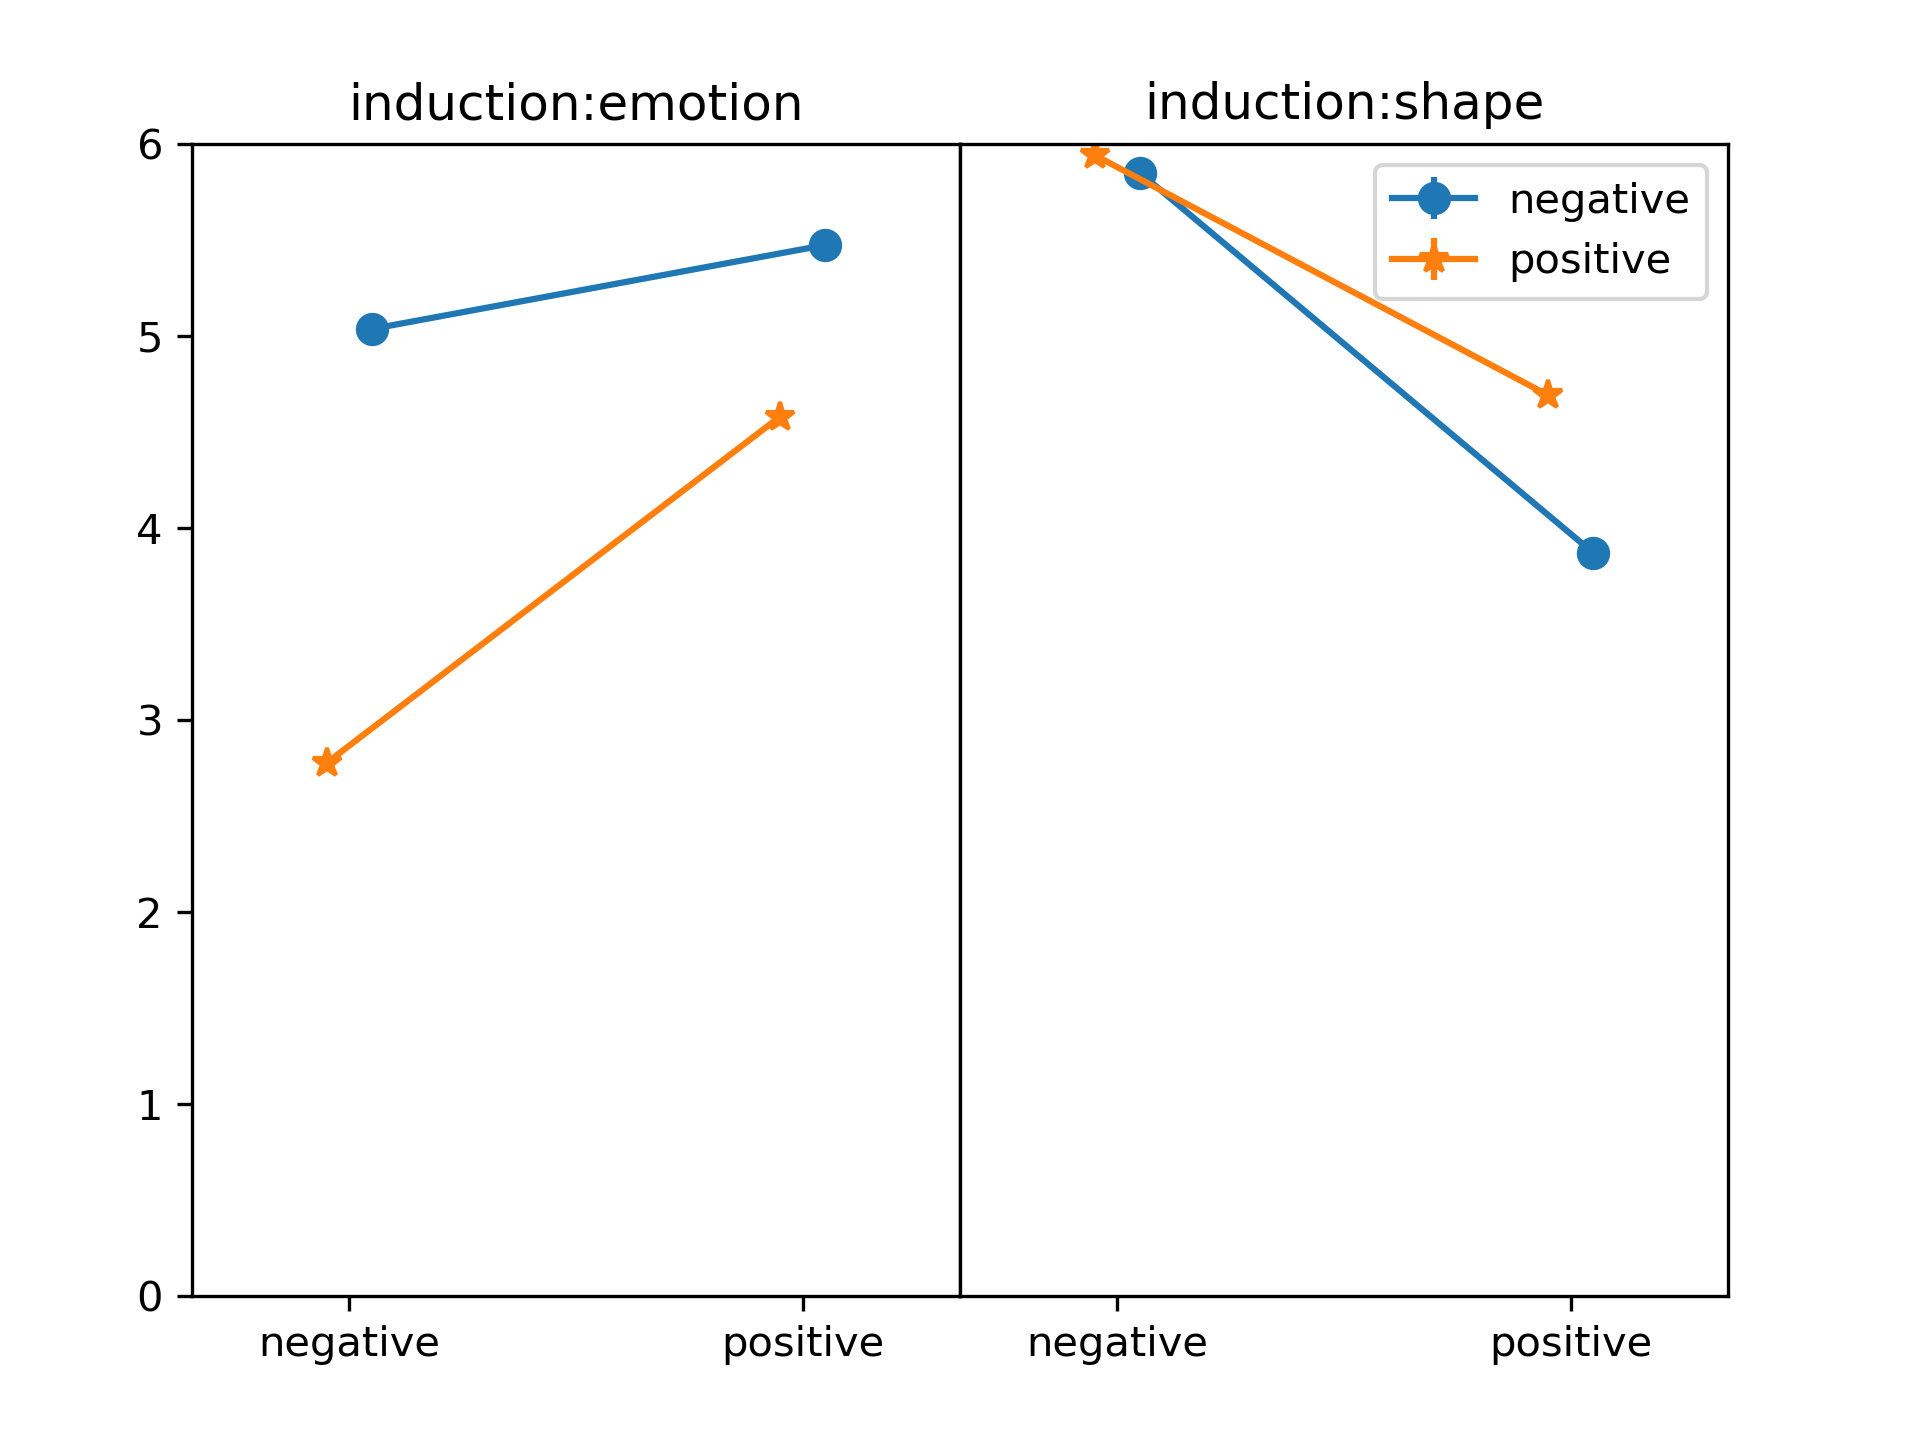 induction:emotion
induction:shape
6
5
4
3
2
1
0
negative
positive
negative
positive
negative
positive